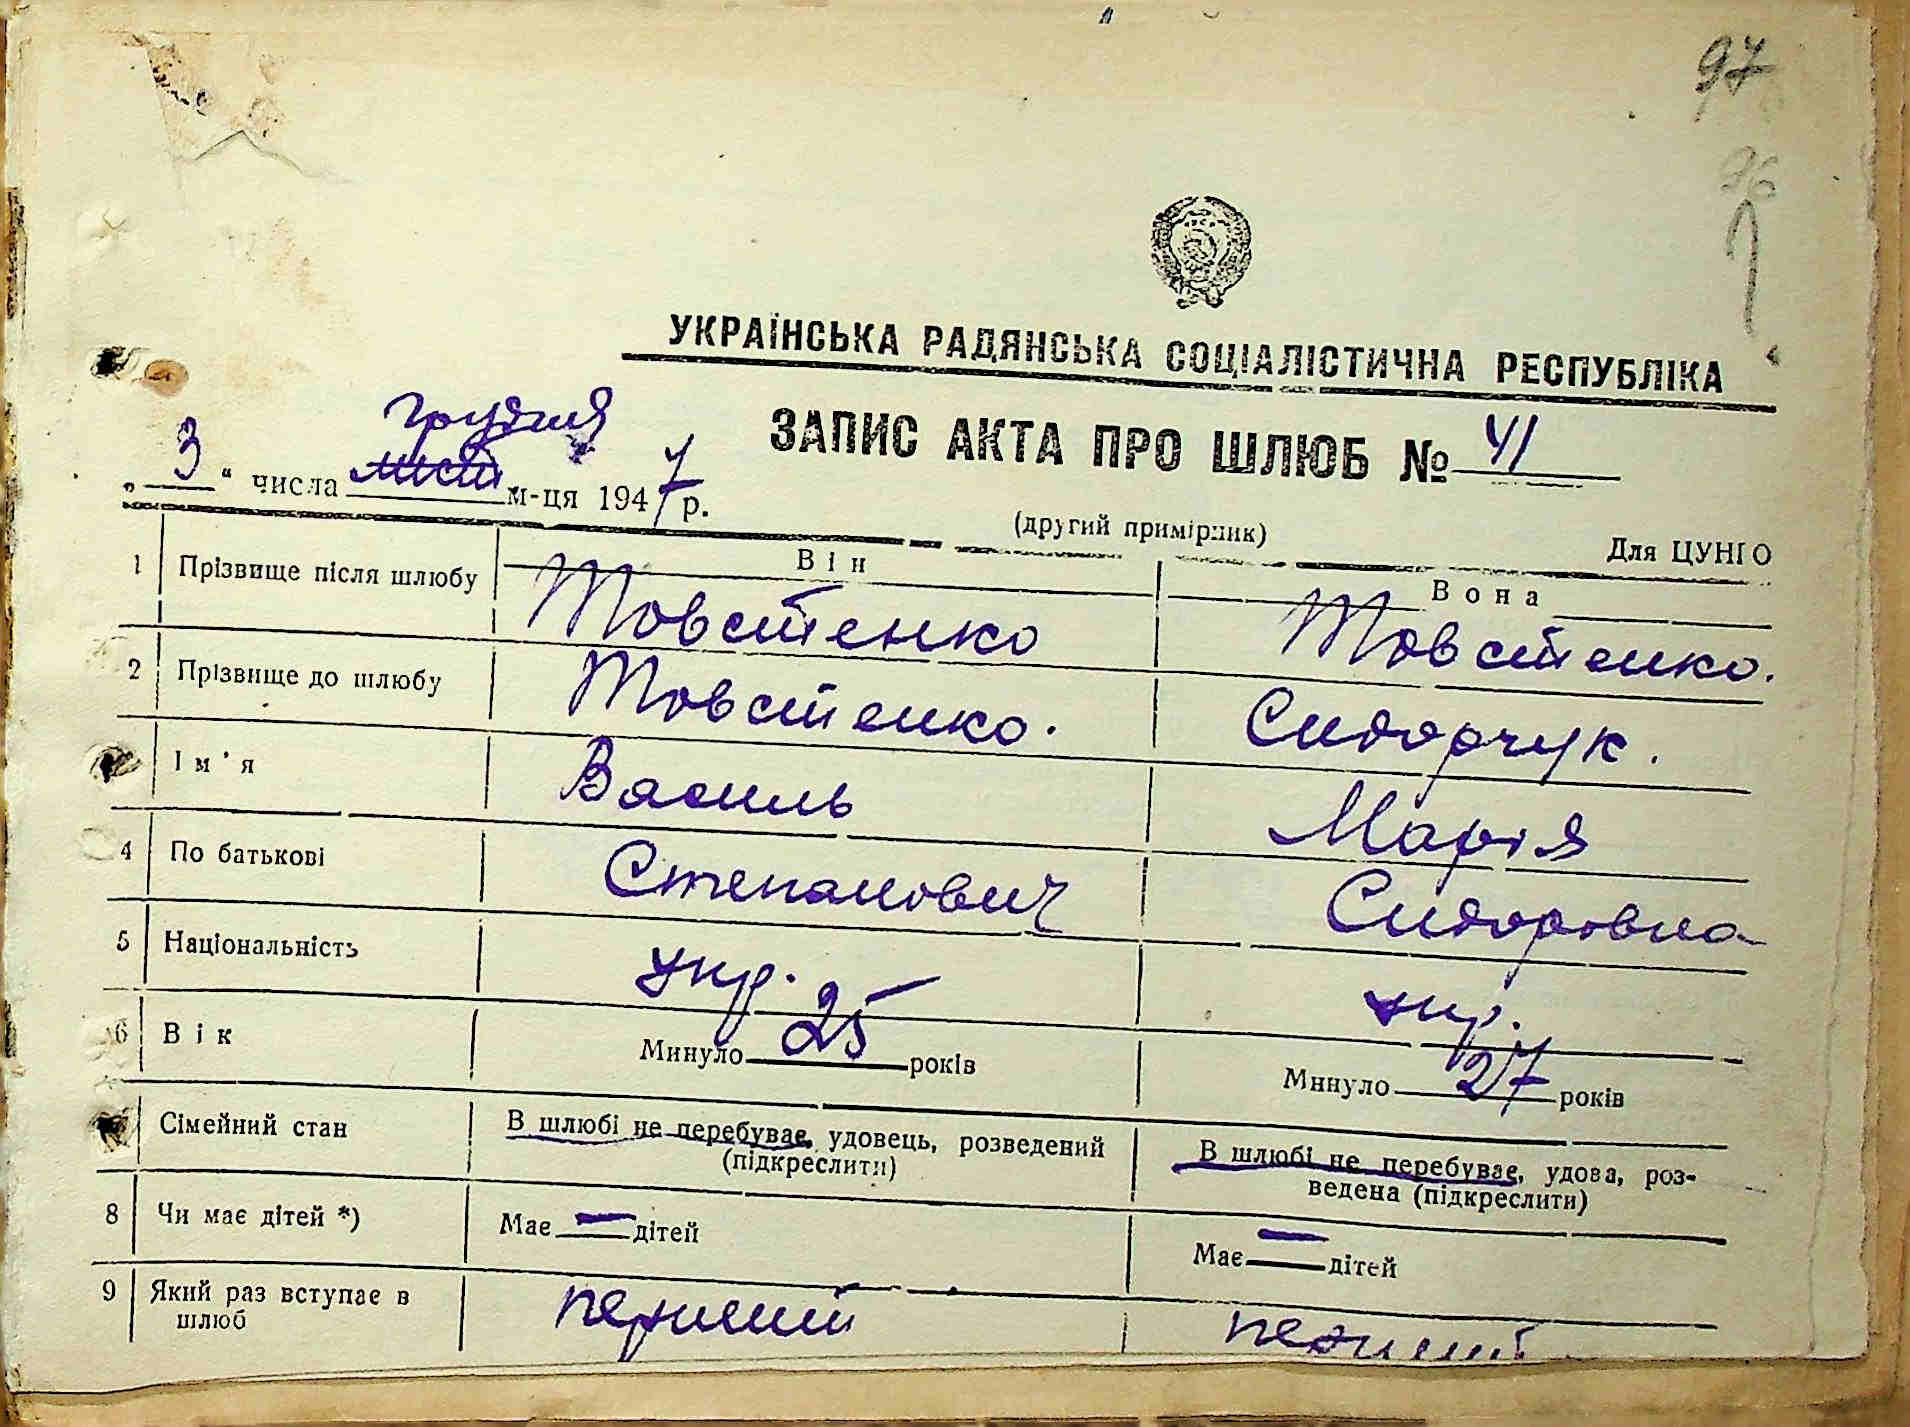 97
96
УКРАЇНСЬКА РАДЯНСЬКА СОЦІАЛІСТИЧНА РЕСПУБЛІКА
ЗАПИС АКТА ПРО ШЛЮБ № 41
грудня
„ 3 “ числа лист м-ця 1947 р.
(другий примірник)
Для ЦУНГО
Він Вона
1 Прізвище після шлюбу Товстенко Товстенко.
2 Прізвище до шлюбу Товстенко. Сидорчук.
Ім'я Василь Марія
4 По батькові Степанович Сидоровна
5 Національність укр. укр.
6 Вік Минуло 25 років Минуло 27 років
Сімейний стан В шлюбі не перебуває, удовець, розведений В шлюбі не перебуває, удова, роз-
(підкреслити) ведена (підкреслити)
8 Чи має дітей *) Має — дітей Має — дітей
9 Який раз вступає в перший перший
шлюб